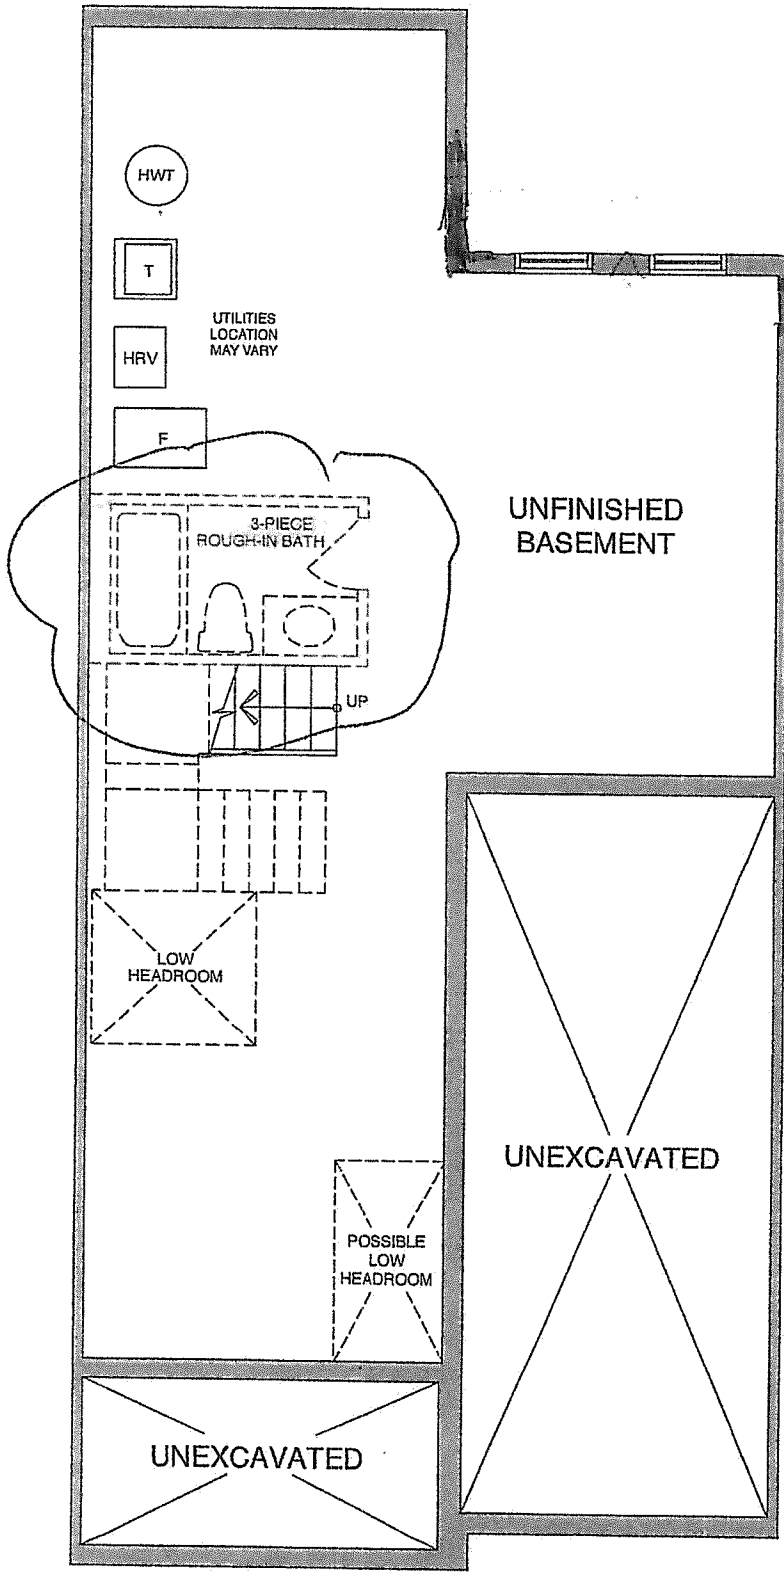 HWT
T
UTILITIES
LOCATION
MAY VARY
HRV
F
UNFINISHED
BASEMENT
3-PIECE
ROUGH-IN BATH
UP
LOW
HEADROOM
UNEXCAVATED
POSSIBLE
LOW
HEADROOM
UNEXCAVATED